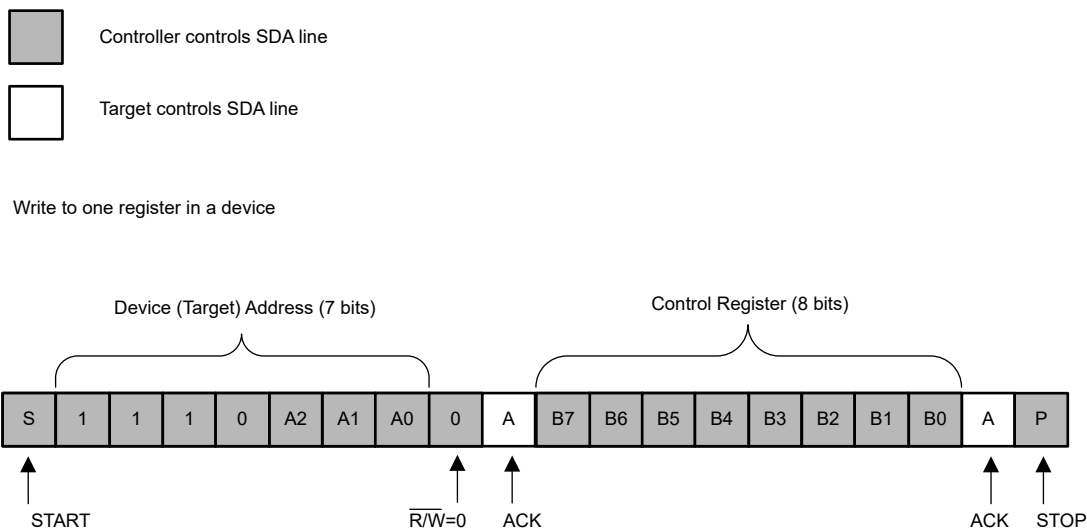 Controller controls SDA line
Target controls SDA line
Write to one register in a device
Device (Target) Address (7 bits)
Control Register (8 bits)
S 1 1 1 0 A2 A1 A0 0 A B7 B6 B5 B4 B3 B2 B1 B0 A P
START R/W=0 ACK ACK STOP